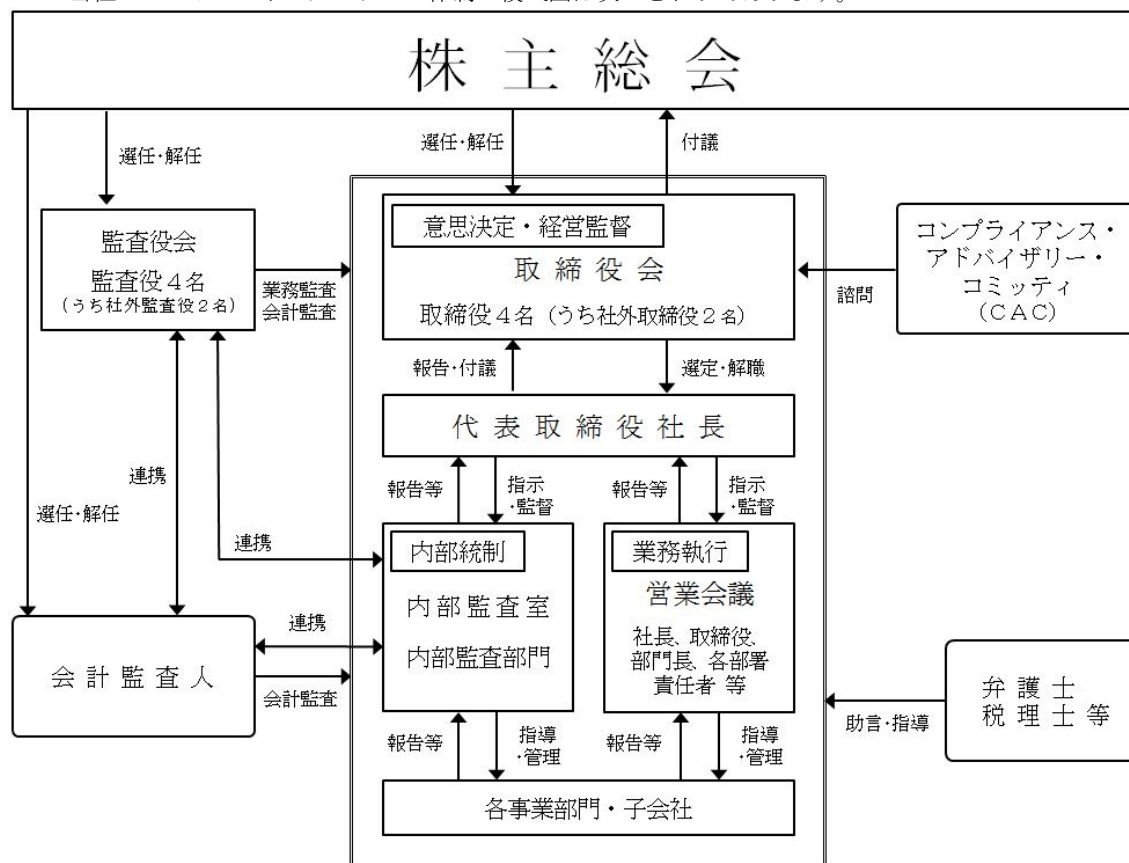 株主総会
選任・解任
選任・解任
付議
監査役会
監査役４名
(うち社外監査役２名)
業務監査
会計監査
意思決定・経営監督
取締役会
取締役４名（うち社外取締役２名）
コンプライアンス・
アドバイザリー・
コミッティ
(ＣＡＣ)
諮問
報告・付議
選定・解職
代表取締役社長
連携
選任・解任
報告等
指示
・監督
報告等
指示
・監督
連携
内部統制
内部監査室
内部監査部門
業務執行
営業会議
社長、取締役、
部門長、各部署
責任者 等
会計監査人
連携
会計監査
弁護士
税理士等
助言・指導
報告等
指導
・管理
報告等
指導
・管理
各事業部門・子会社